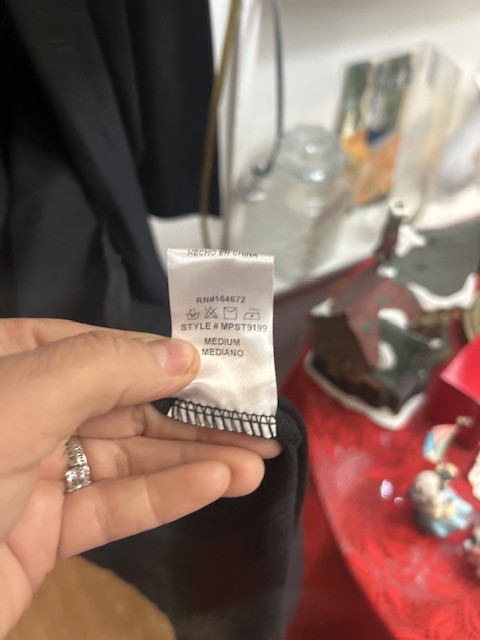 HECHO EN CHINA
RN#164672
STYLE # MPST9199
MEDIUM
MEDIANO